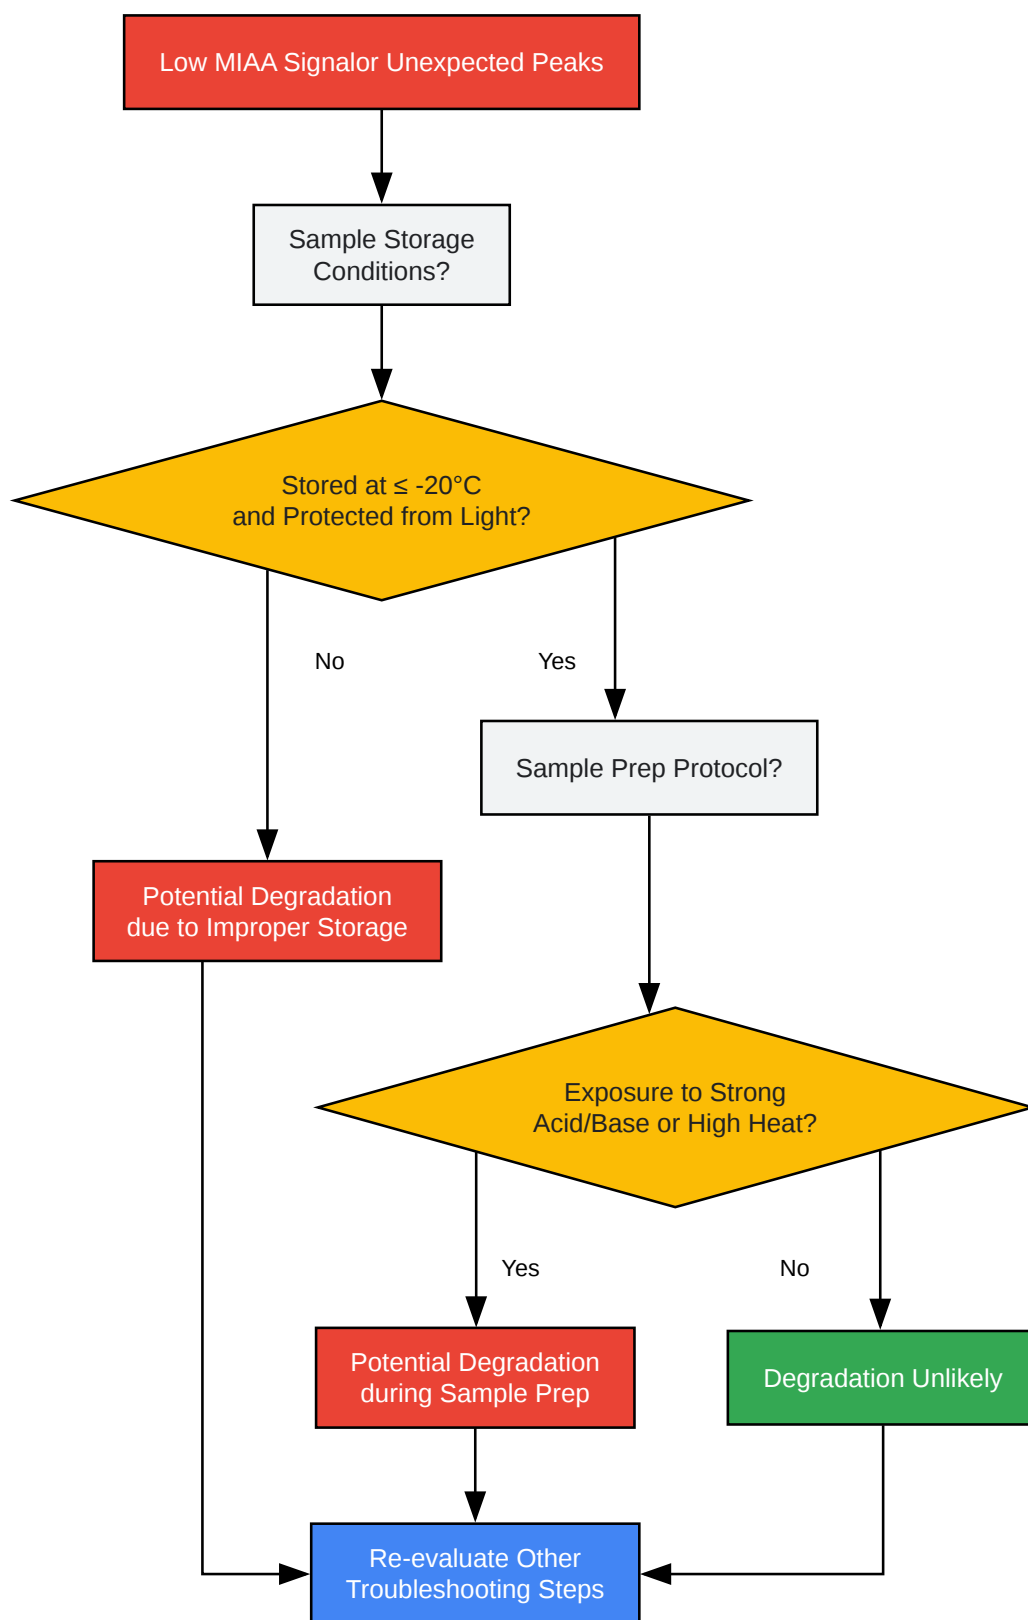 Low MIAA Signalor Unexpected Peaks
Sample Storage
Conditions?
Stored at ≤ -20°C
and Protected from Light?
No
Yes
Sample Prep Protocol?
Potential Degradation
due to Improper Storage
Exposure to Strong
Acid/Base or High Heat?
Yes
No
Potential Degradation
during Sample Prep
Degradation Unlikely
Re-evaluate Other
Troubleshooting Steps